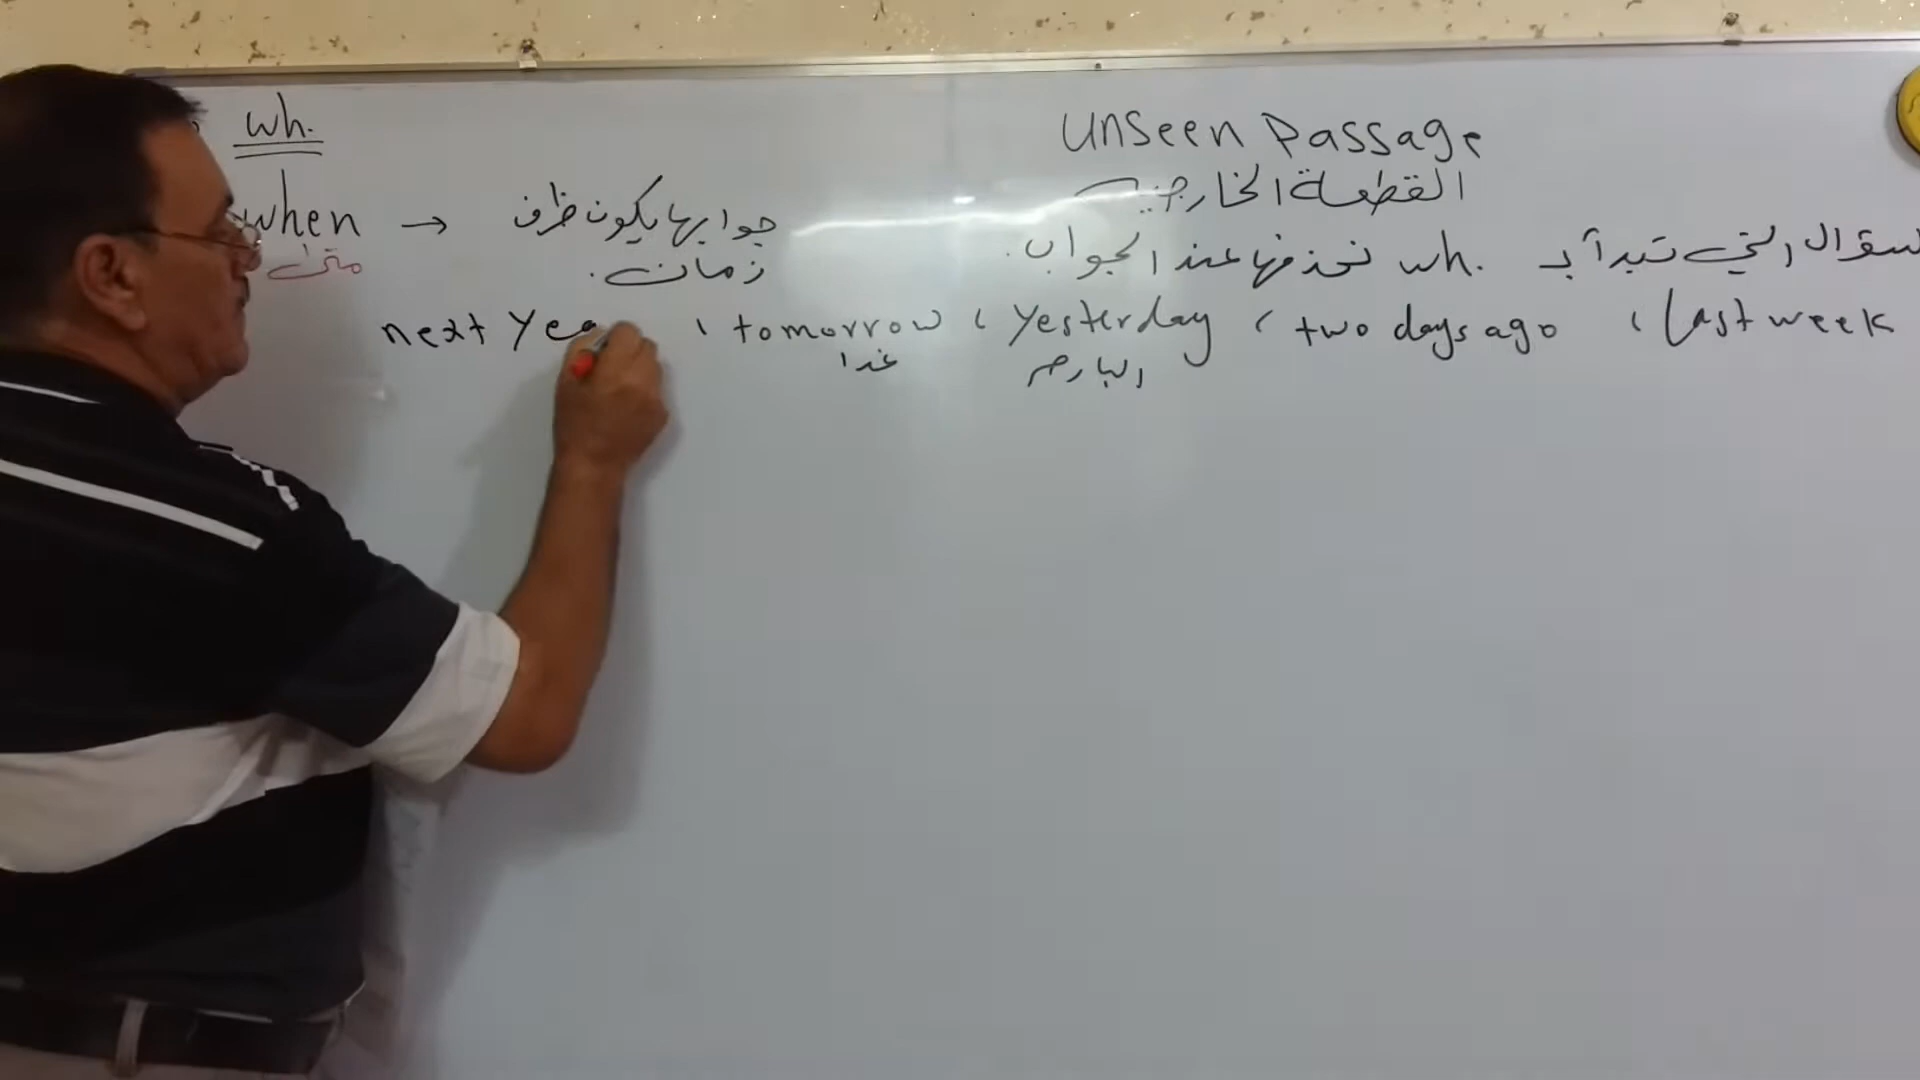 Unseen Passage
القطعة الخارجية
السؤال التي تبدأ بـ wh. نحذفها عند الجواب.
wh.
when → جوابها يكون ظرف
متى
زمان.
last week ، two days ago ، yesterday ، tomorrow ، next yea
البارحة
غدا